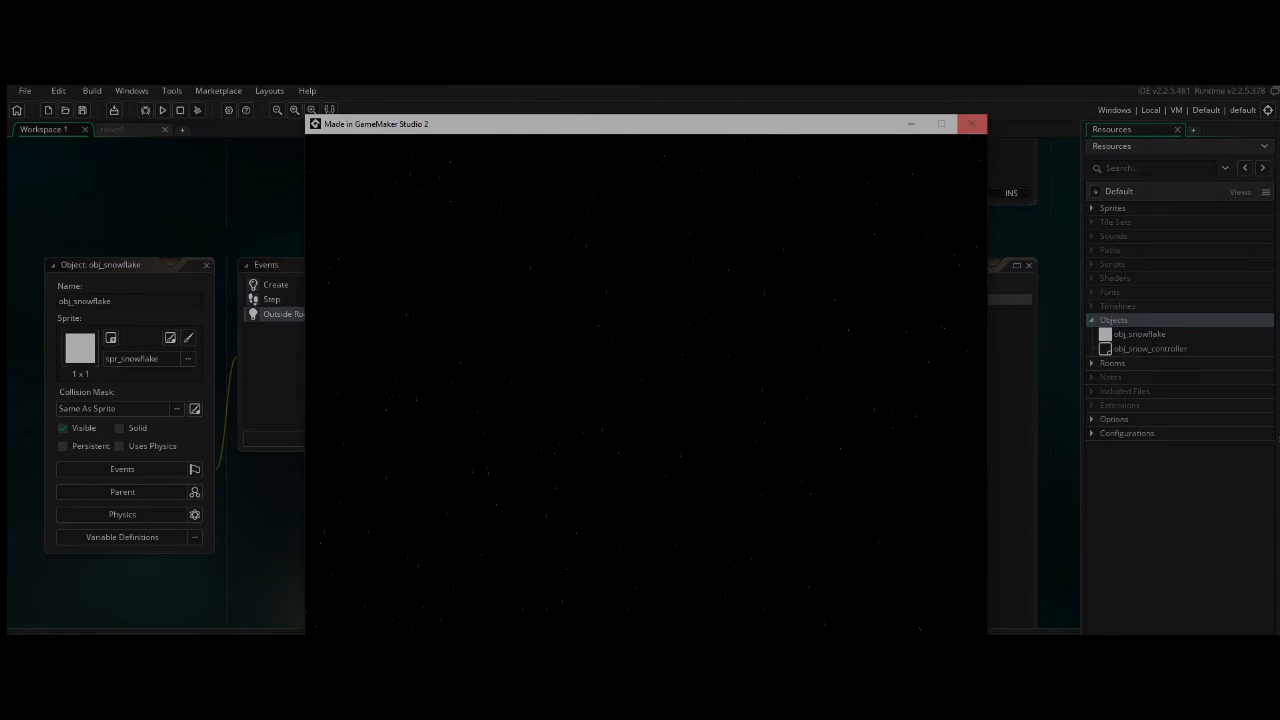 File Edit Build Windows Tools Marketplace Layouts Help
IDE v2.2.5.481 Runtime v2.2.5.378
Windows | Local | VM | Default | default
Workspace 1
room0
Made in GameMaker Studio 2
Resources
Resources
Search...
INS
Default
Views
Sprites
Tile Sets
Sounds
Paths
Scripts
Shaders
Fonts
Timelines
Objects
obj_snowflake
obj_snow_controller
Rooms
Notes
Included Files
Extensions
Options
Configurations
Object: obj_snowflake
Name:
obj_snowflake
Sprite:
spr_snowflake
1 x 1
Collision Mask:
Same As Sprite
Visible
Solid
Persistent
Uses Physics
Events
Parent
Physics
Variable Definitions
Events
Create
Step
Outside Ro